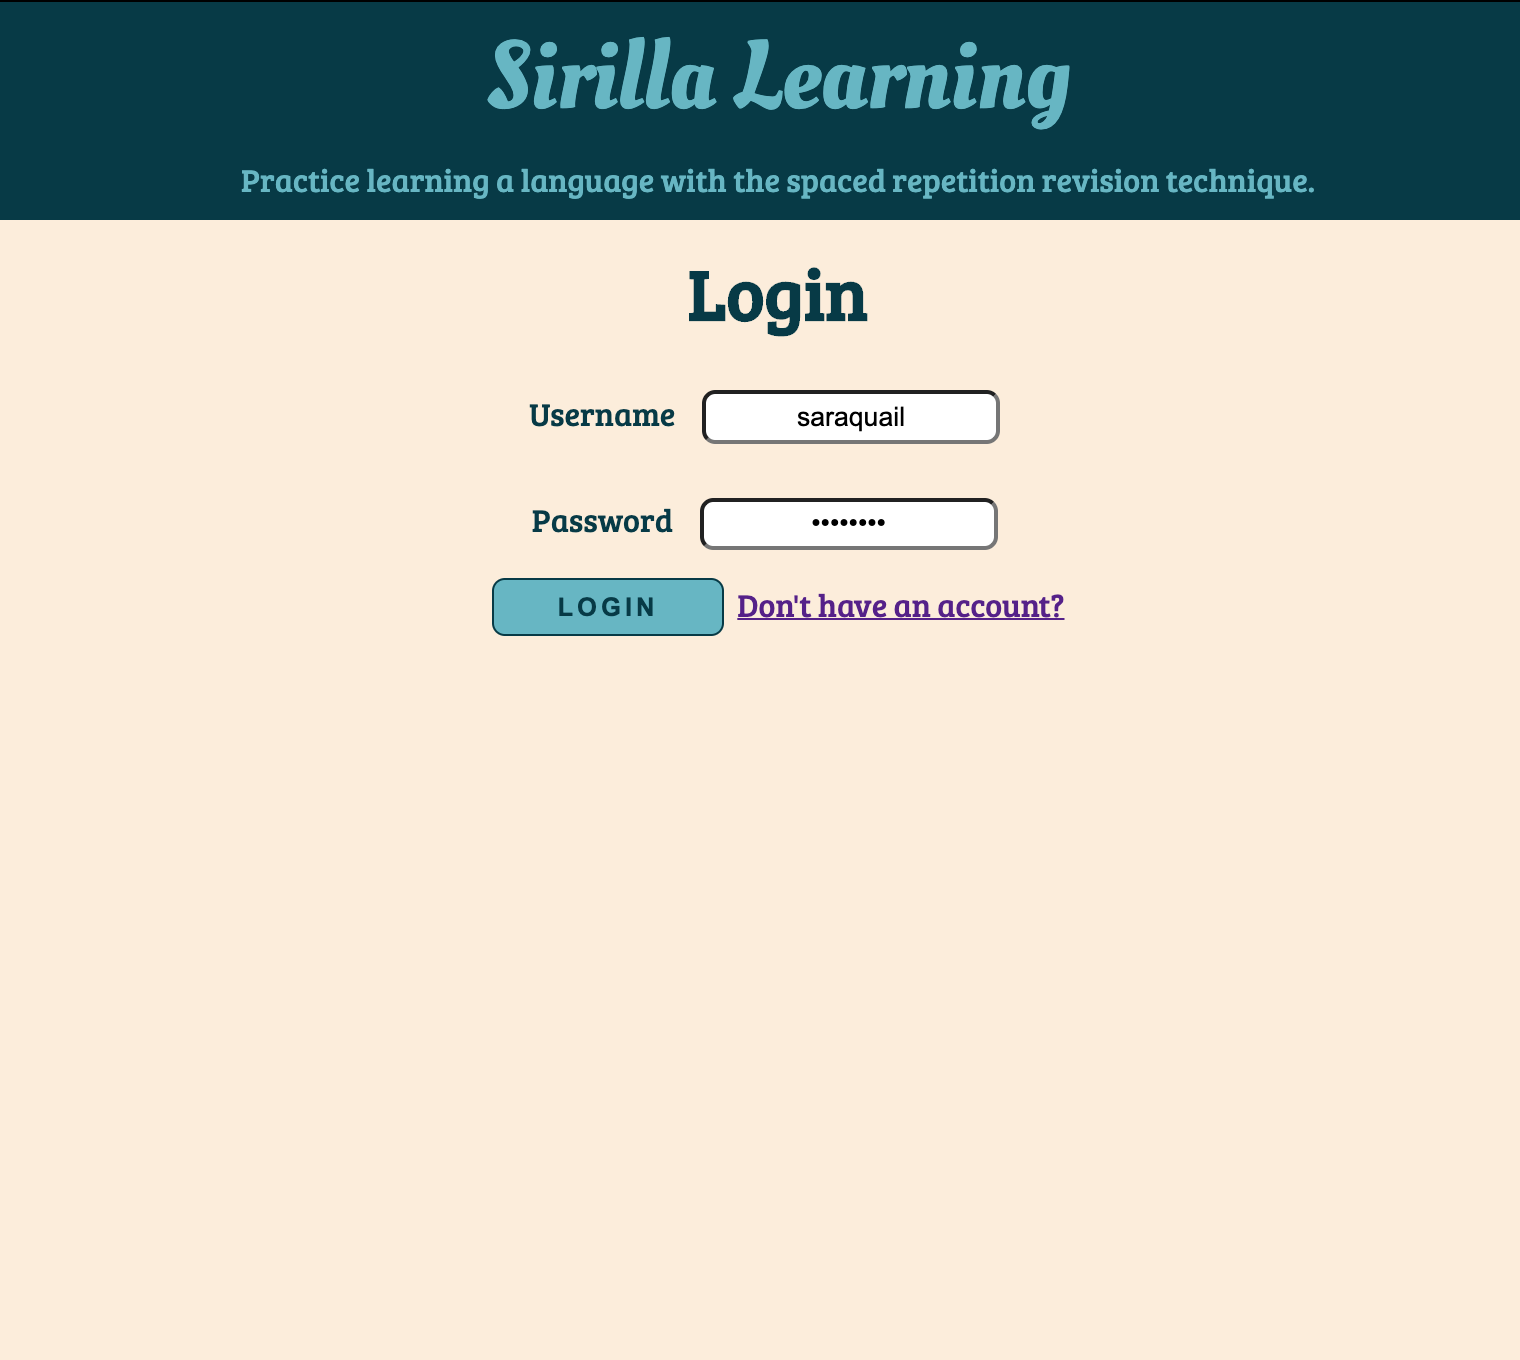 Sirilla Learning
Practice learning a language with the spaced repetition revision technique.
Login
Username saraquail
Password ••••••••
LOGIN Don't have an account?